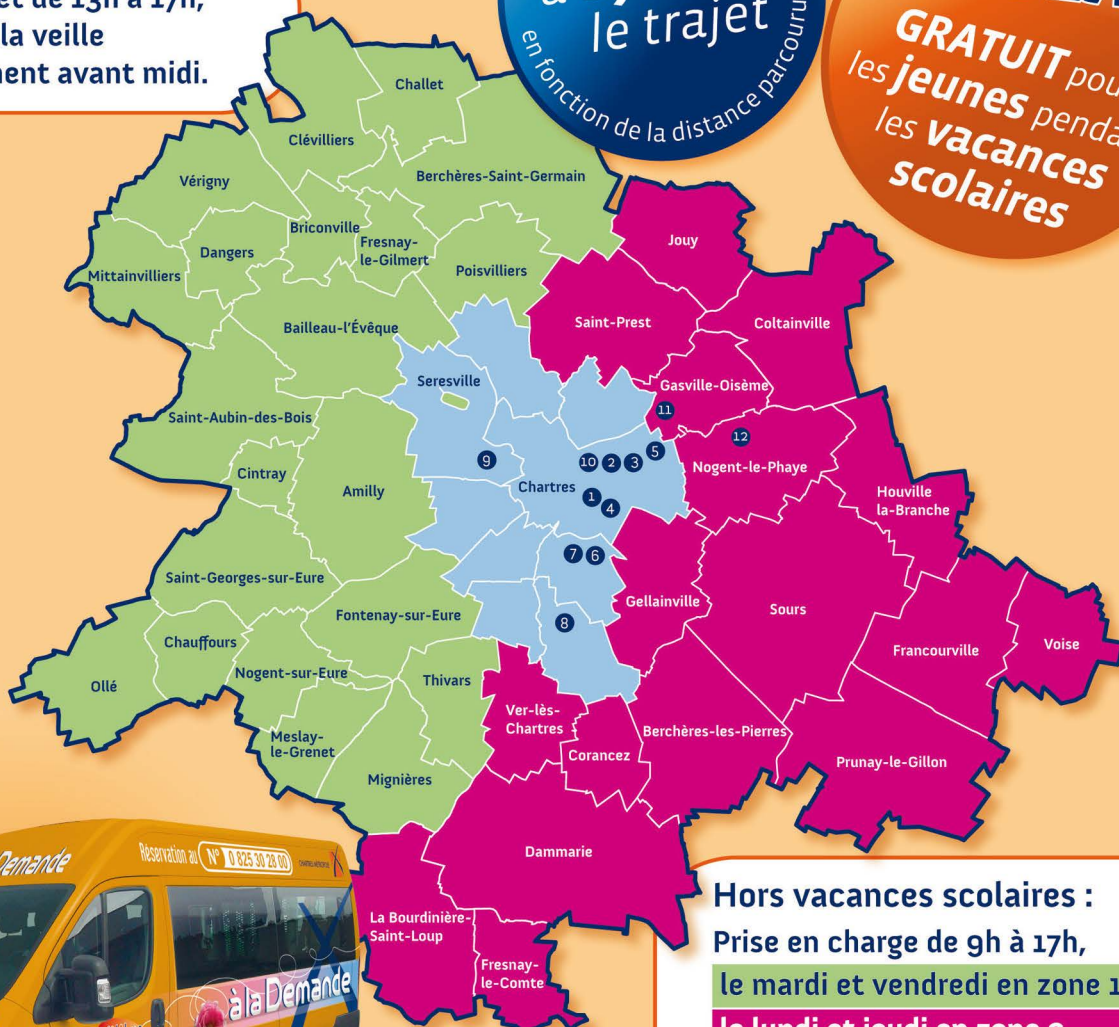 et de 13h à 17h,
la veille
avant midi.
le trajet
en fonction de la distance parcouru
GRATUIT
les jeunes
les vacances
scolaires
Challet
Clévilliers
Vérigny
Berchères-Saint-Germain
Briconville
Fresnay-
le-Gilmert
Dangers
Mittainvilliers
Poisvilliers
Jouy
Bailleau-l'Évêque
Saint-Prest
Coltainville
Seresville
Gasville-Oisème
Saint-Aubin-des-Bois
11
12
5
9
10 2 3
Cintray
Amilly
Chartres
1
4
Nogent-le-Phaye
Houville
la-Branche
7 6
Saint-Georges-sur-Eure
Fontenay-sur-Eure
8
Gellainville
Sours
Chauffours
Francourville
Voise
Ollé
Nogent-sur-Eure
Thivars
Ver-lès-
Chartres
Berchères-les-Pierres
Meslay-
le-Grenet
Corancez
Prunay-le-Gillon
Mignières
Dammarie
La Bourdinière-
Saint-Loup
Fresnay-
le-Comte
Demande
Réservation au N° 0 825 30 28 00
à la Demande
Hors vacances scolaires :
Prise en charge de 9h à 17h,
le mardi et vendredi en zone 1
le lundi et jeudi en zone